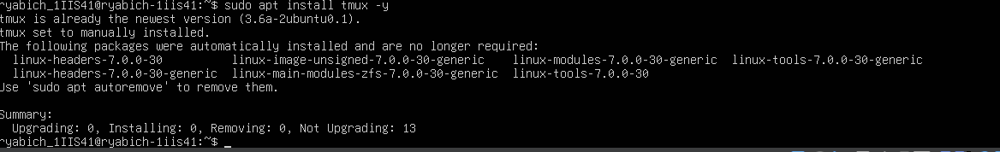 ryabich_1IIS41@ryabich-1iis41:~$ sudo apt install tmux -y
tmux is already the newest version (3.6a-2ubuntu0.1).
tmux set to manually installed.
The following packages were automatically installed and are no longer required:
  linux-headers-7.0.0-30          linux-image-unsigned-7.0.0-30-generic    linux-modules-7.0.0-30-generic  linux-tools-7.0.0-30-generic
  linux-headers-7.0.0-30-generic  linux-main-modules-zfs-7.0.0-30-generic  linux-tools-7.0.0-30
Use 'sudo apt autoremove' to remove them.

Summary:
  Upgrading: 0, Installing: 0, Removing: 0, Not Upgrading: 13
ryabich_1IIS41@ryabich-1iis41:~$ _